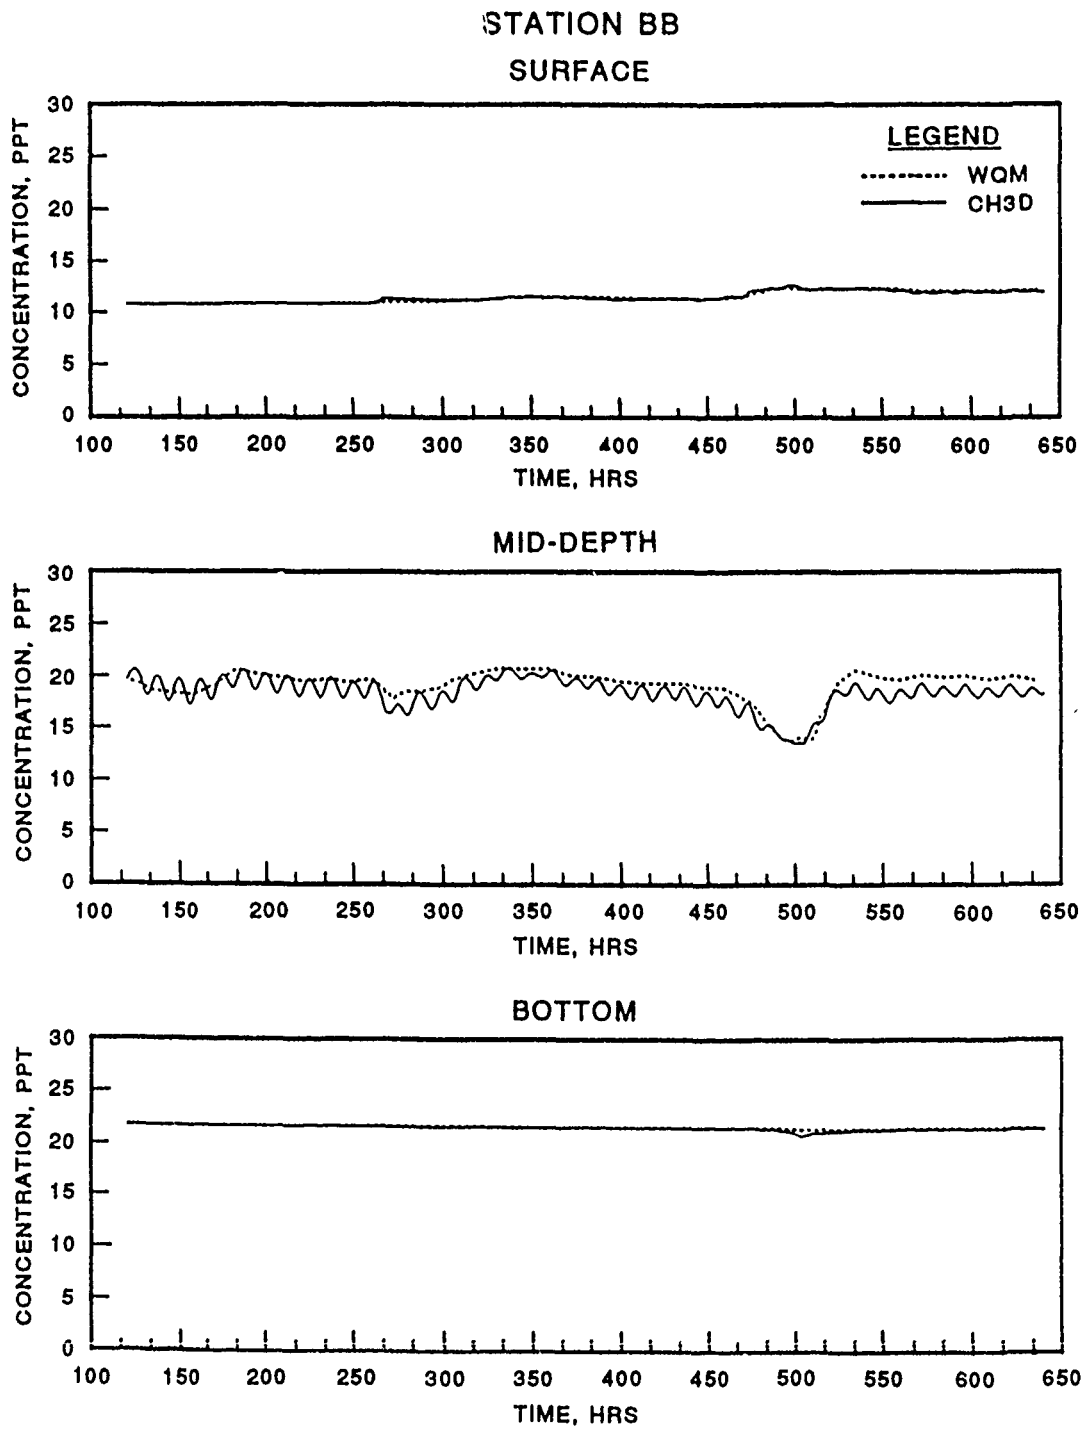 STATION BB
SURFACE
CONCENTRATION, PPT
30
25
20
15
10
5
0
LEGEND
WQM
CH3D
100 150 200 250 300 350 400 450 500 550 600 650
TIME, HRS
MID-DEPTH
CONCENTRATION, PPT
30
25
20
15
10
5
0
100 150 200 250 300 350 400 450 500 550 600 650
TIME, HRS
BOTTOM
CONCENTRATION, PPT
30
25
20
15
10
5
0
100 150 200 250 300 350 400 450 500 550 600 650
TIME, HRS